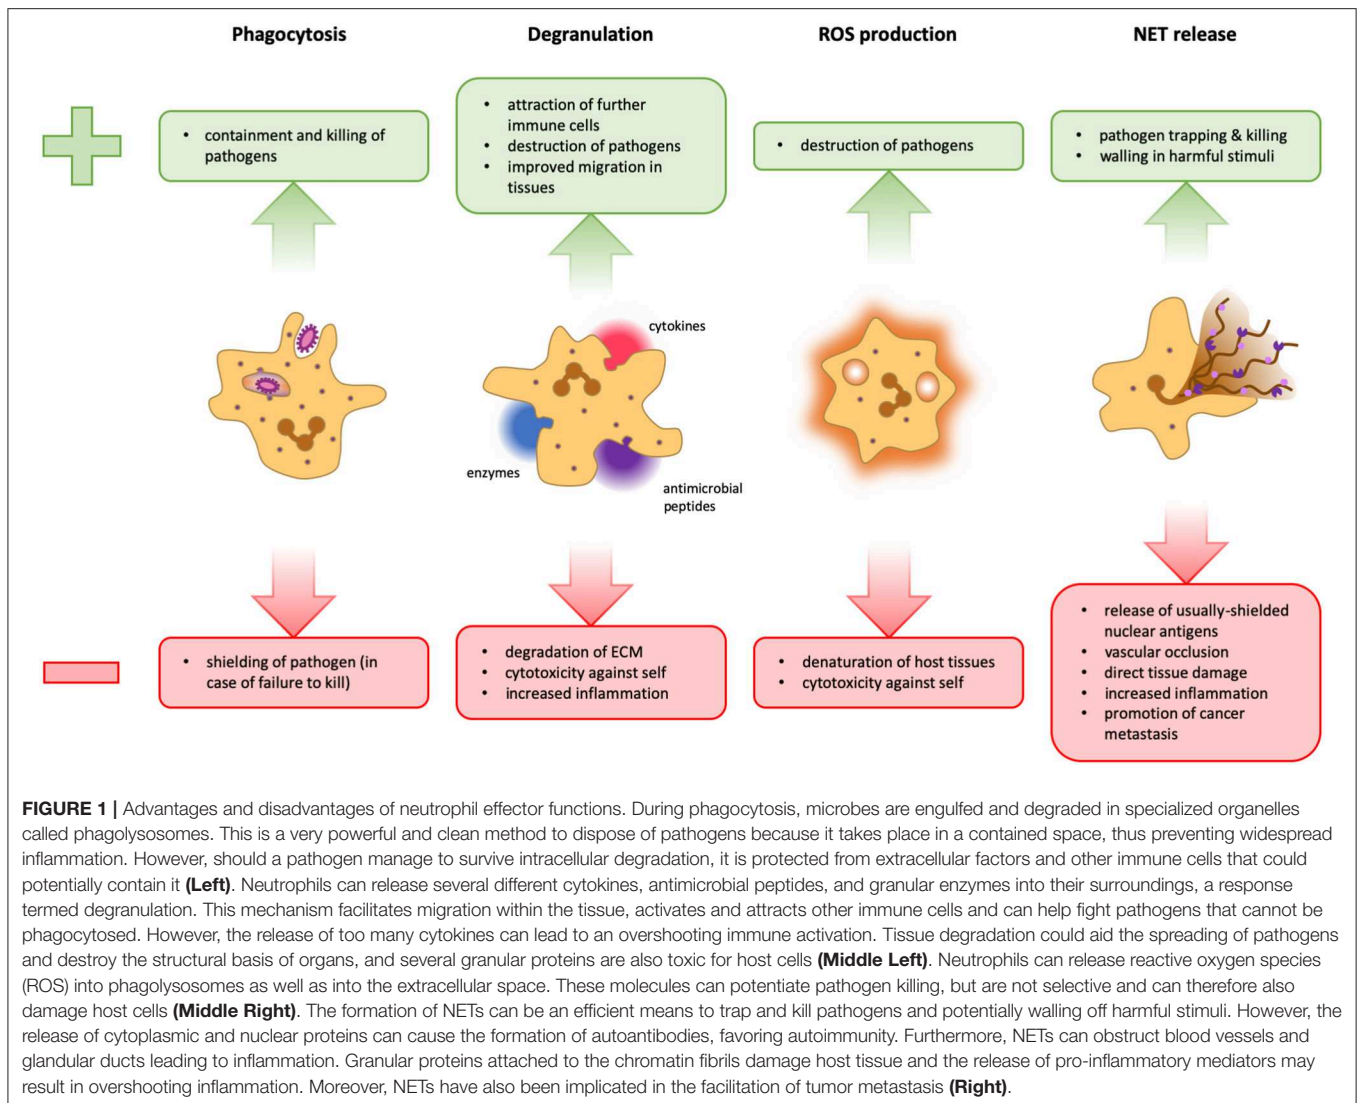 Phagocytosis
Degranulation
ROS production
NET release
• containment and killing of
pathogens
• attraction of further
immune cells
• destruction of pathogens
• improved migration in
tissues
• destruction of pathogens
• pathogen trapping & killing
• walling in harmful stimuli
cytokines
enzymes
antimicrobial
peptides
• shielding of pathogen (in
case of failure to kill)
• degradation of ECM
• cytotoxicity against self
• increased inflammation
• denaturation of host tissues
• cytotoxicity against self
• release of usually-shielded
nuclear antigens
• vascular occlusion
• direct tissue damage
• increased inflammation
• promotion of cancer
metastasis
FIGURE 1 | Advantages and disadvantages of neutrophil effector functions. During phagocytosis, microbes are engulfed and degraded in specialized organelles
called phagolysosomes. This is a very powerful and clean method to dispose of pathogens because it takes place in a contained space, thus preventing widespread
inflammation. However, should a pathogen manage to survive intracellular degradation, it is protected from extracellular factors and other immune cells that could
potentially contain it (Left). Neutrophils can release several different cytokines, antimicrobial peptides, and granular enzymes into their surroundings, a response
termed degranulation. This mechanism facilitates migration within the tissue, activates and attracts other immune cells and can help fight pathogens that cannot be
phagocytosed. However, the release of too many cytokines can lead to an overshooting immune activation. Tissue degradation could aid the spreading of pathogens
and destroy the structural basis of organs, and several granular proteins are also toxic for host cells (Middle Left). Neutrophils can release reactive oxygen species
(ROS) into phagolysosomes as well as into the extracellular space. These molecules can potentiate pathogen killing, but are not selective and can therefore also
damage host cells (Middle Right). The formation of NETs can be an efficient means to trap and kill pathogens and potentially walling off harmful stimuli. However, the
release of cytoplasmic and nuclear proteins can cause the formation of autoantibodies, favoring autoimmunity. Furthermore, NETs can obstruct blood vessels and
glandular ducts leading to inflammation. Granular proteins attached to the chromatin fibrils damage host tissue and the release of pro-inflammatory mediators may
result in overshooting inflammation. Moreover, NETs have also been implicated in the facilitation of tumor metastasis (Right).